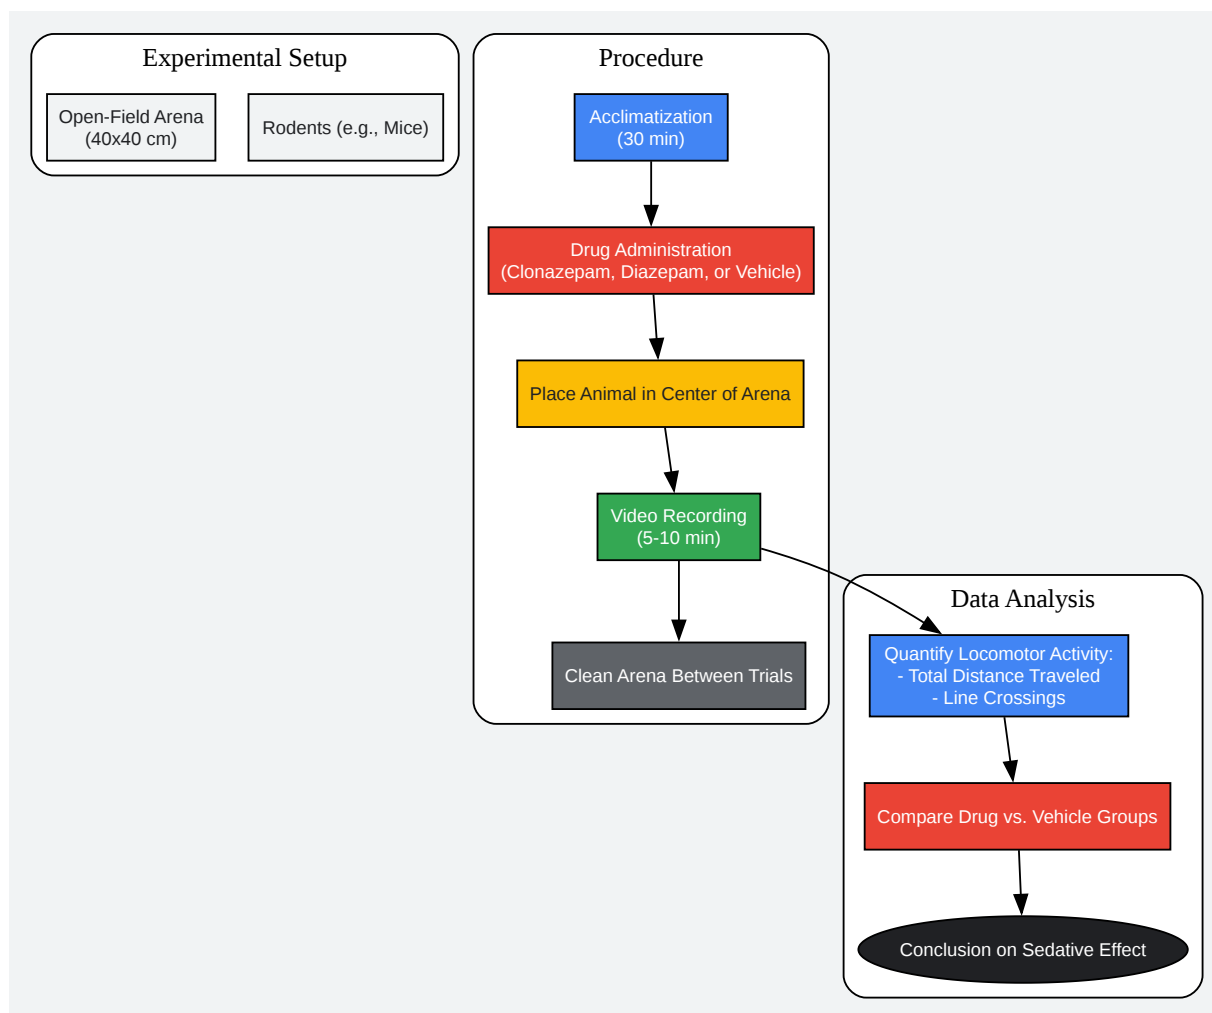 Experimental Setup
Open-Field Arena
(40x40 cm)
Rodents (e.g., Mice)
Procedure
Acclimatization
(30 min)
Drug Administration
(Clonazepam, Diazepam, or Vehicle)
Place Animal in Center of Arena
Video Recording
(5-10 min)
Clean Arena Between Trials
Data Analysis
Quantify Locomotor Activity:
- Total Distance Traveled
- Line Crossings
Compare Drug vs. Vehicle Groups
Conclusion on Sedative Effect